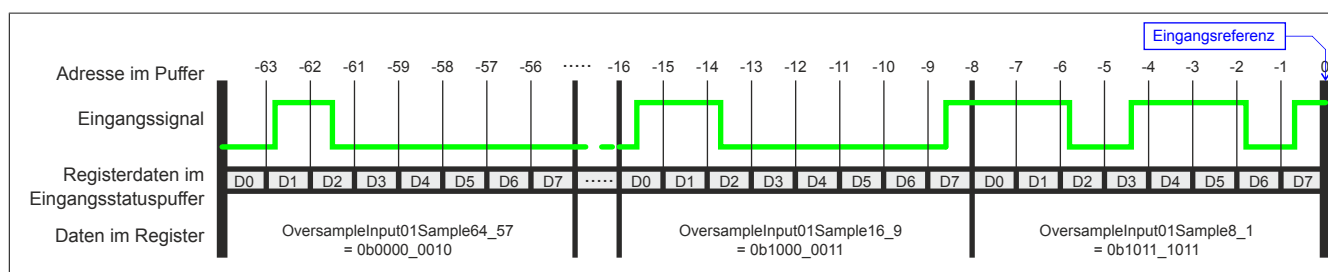 Eingangsreferenz
Adresse im Puffer -63 -62 -61 -59 -58 -57 -56 ····· -16 -15 -14 -13 -12 -11 -10 -9 -8 -7 -6 -5 -4 -3 -2 -1 0
Eingangssignal
Registerdaten im
Eingangsstatuspuffer
D0 D1 D2 D3 D4 D5 D6 D7 ····· D0 D1 D2 D3 D4 D5 D6 D7 D0 D1 D2 D3 D4 D5 D6 D7
Daten im Register
OversampleInput01Sample64_57
= 0b0000_0010
OversampleInput01Sample16_9
= 0b1000_0011
OversampleInput01Sample8_1
= 0b1011_1011